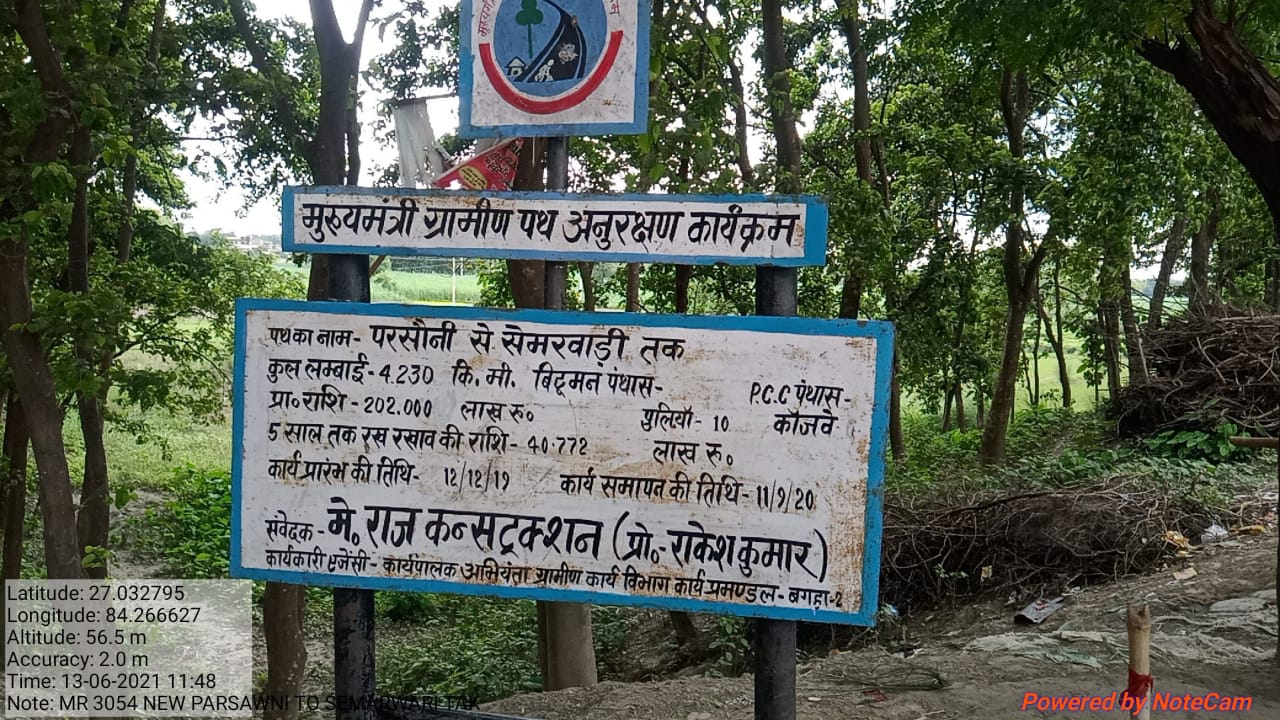 मुख्यमंत्री ग्रामीण पथ अनुरक्षण कार्यक्रम
पथ का नाम- परसौनी से सेमरवाड़ी तक
कुल लम्बाई- 4.230 कि. मी. बिटूमन पंथास- P.C.C पंथास-
प्रा० राशि - 202.000 लाख रु० पुलियाँ- 10 कॉजवे
5 साल तक रख रखाव की राशि- 40.772 लाख रु०
कार्य प्रारंभ की तिथि- 12/12/19 कार्य समापन की तिथि- 11/9/20
संवेदक- मे० राज कन्सट्रक्शन (प्रो०- राकेश कुमार)
कार्यकारी एजेंसी- कार्यपालक अभियंता ग्रामीण कार्य विभाग कार्य प्रमण्डल- बगहा-2
Latitude: 27.032795
Longitude: 84.266627
Altitude: 56.5 m
Accuracy: 2.0 m
Time: 13-06-2021 11:48
Note: MR 3054 NEW PARSAWNI TO SEMARWARI TAK
Powered by NoteCam